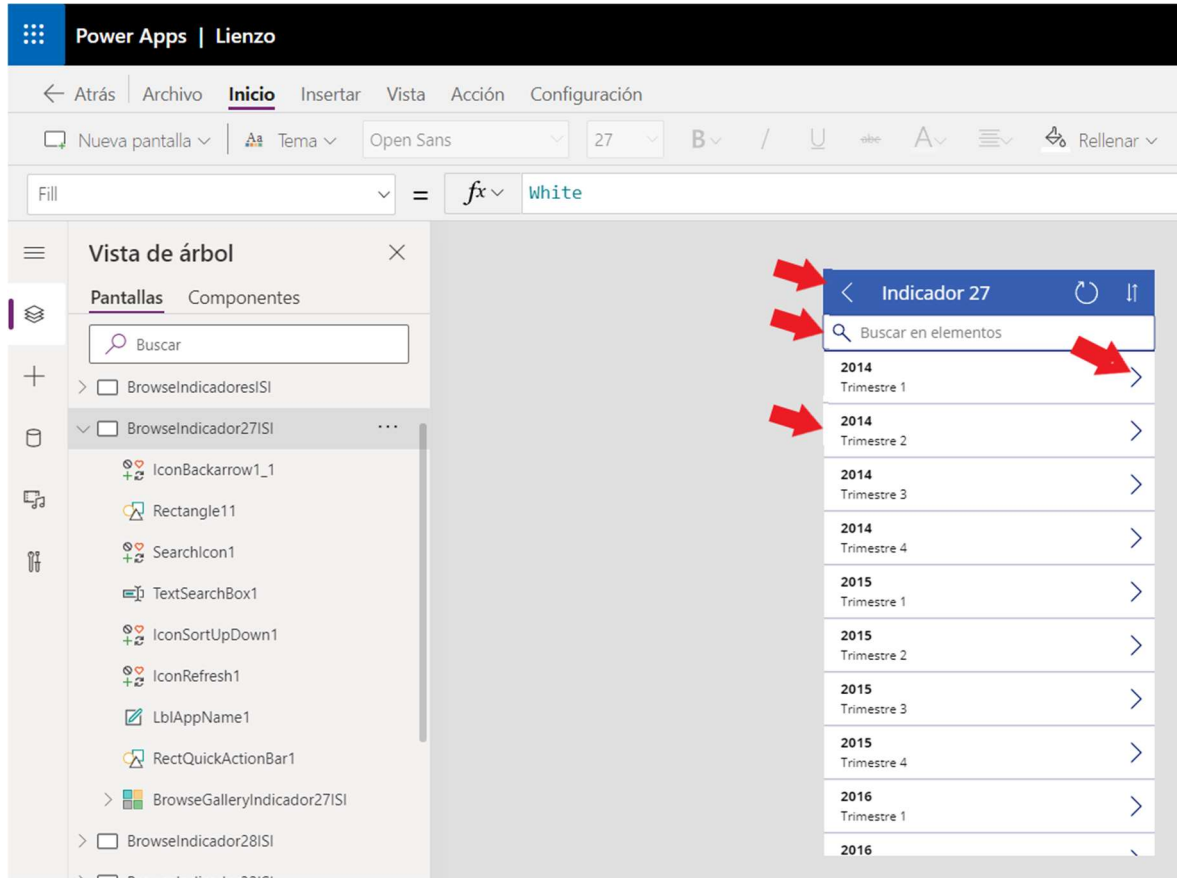 Power Apps | Lienzo
Atrás Archivo Inicio Insertar Vista Acción Configuración
Nueva pantalla Aa Tema Open Sans 27 B / U abc A Rellenar
Fill = fx White
Vista de árbol
Pantallas Componentes
Buscar
BrowseIndicadoresISI
BrowseIndicador27ISI
IconBackarrow1_1
Rectangle11
SearchIcon1
TextSearchBox1
IconSortUpDown1
IconRefresh1
LblAppName1
RectQuickActionBar1
BrowseGalleryIndicador27ISI
BrowseIndicador28ISI
Indicador 27
Buscar en elementos
2014
Trimestre 1
2014
Trimestre 2
2014
Trimestre 3
2014
Trimestre 4
2015
Trimestre 1
2015
Trimestre 2
2015
Trimestre 3
2015
Trimestre 4
2016
Trimestre 1
2016